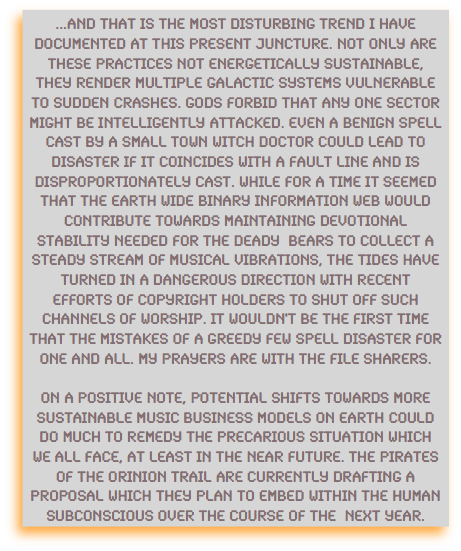 ...AND THAT IS THE MOST DISTURBING TREND I HAVE
DOCUMENTED AT THIS PRESENT JUNCTURE. NOT ONLY ARE
THESE PRACTICES NOT ENERGETICALLY SUSTAINABLE,
THEY RENDER MULTIPLE GALACTIC SYSTEMS VULNERABLE
TO SUDDEN CRASHES. GODS FORBID THAT ANY ONE SECTOR
MIGHT BE INTELLIGENTLY ATTACKED. EVEN A BENIGN SPELL
CAST BY A SMALL TOWN WITCH DOCTOR COULD LEAD TO
DISASTER IF IT COINCIDES WITH A FAULT LINE AND IS
DISPROPORTIONATELY CAST. WHILE FOR A TIME IT SEEMED
THAT THE EARTH WIDE BINARY INFORMATION WEB WOULD
CONTRIBUTE TOWARDS MAINTAINING DEVOTIONAL
STABILITY NEEDED FOR THE DEADY BEARS TO COLLECT A
STEADY STREAM OF MUSICAL VIBRATIONS, THE TIDES HAVE
TURNED IN A DANGEROUS DIRECTION WITH RECENT
EFFORTS OF COPYRIGHT HOLDERS TO SHUT OFF SUCH
CHANNELS OF WORSHIP. IT WOULDN'T BE THE FIRST TIME
THAT THE MISTAKES OF A GREEDY FEW SPELL DISASTER FOR
ONE AND ALL. MY PRAYERS ARE WITH THE FILE SHARERS.
ON A POSITIVE NOTE, POTENTIAL SHIFTS TOWARDS MORE
SUSTAINABLE MUSIC BUSINESS MODELS ON EARTH COULD
DO MUCH TO REMEDY THE PRECARIOUS SITUATION WHICH
WE ALL FACE, AT LEAST IN THE NEAR FUTURE. THE PIRATES
OF THE ORINION TRAIL ARE CURRENTLY DRAFTING A
PROPOSAL WHICH THEY PLAN TO EMBED WITHIN THE HUMAN
SUBCONSCIOUS OVER THE COURSE OF THE NEXT YEAR.